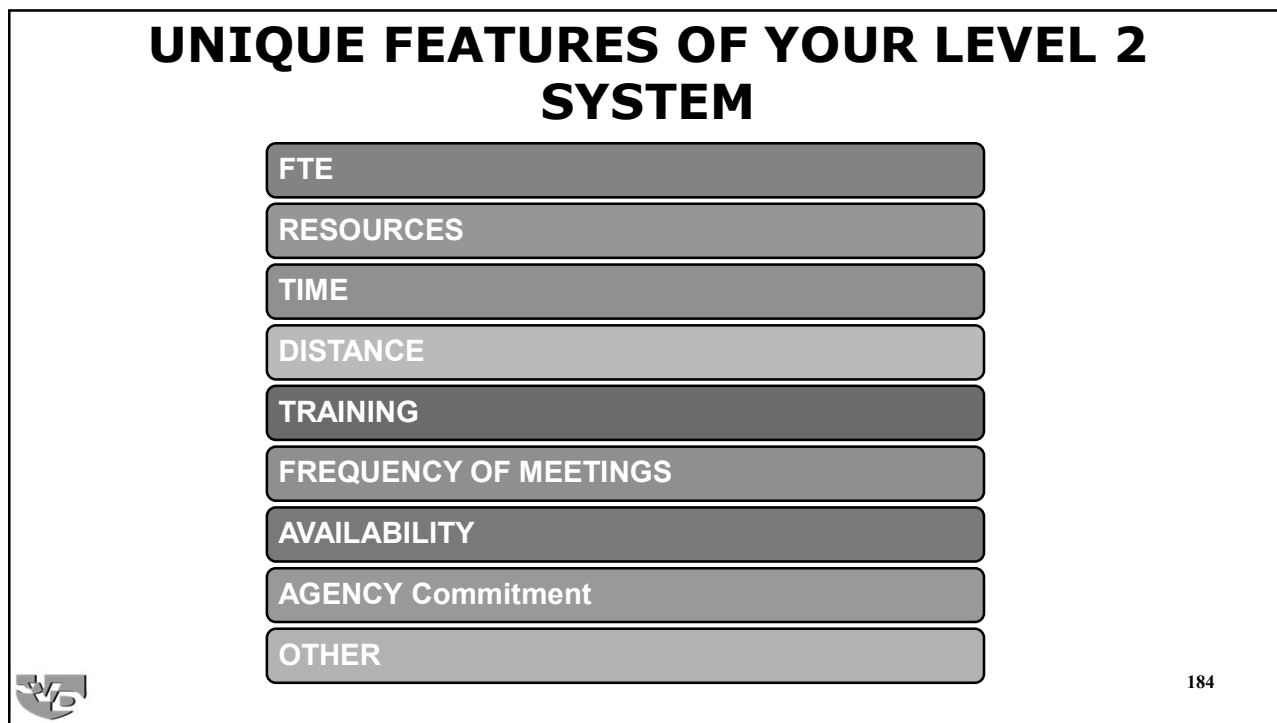 UNIQUE FEATURES OF YOUR LEVEL 2
SYSTEM
FTE
RESOURCES
TIME
DISTANCE
TRAINING
FREQUENCY OF MEETINGS
AVAILABILITY
AGENCY Commitment
OTHER
184